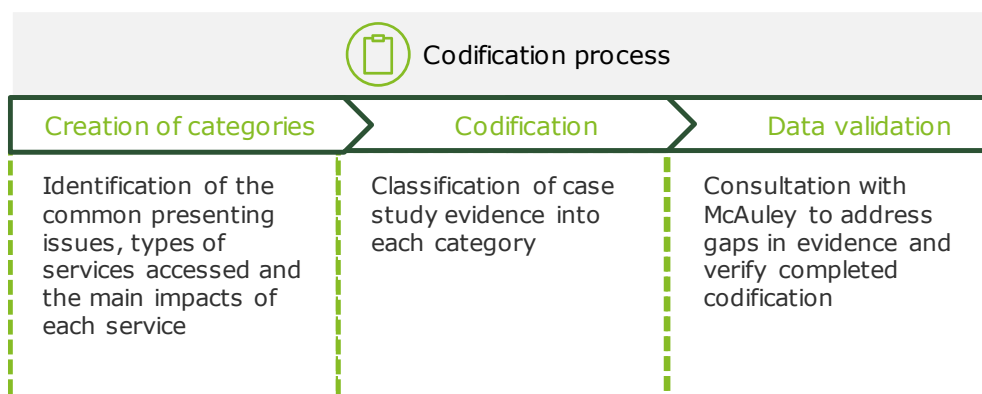 Codification process
Creation of categories
Codification
Data validation
Identification of the
common presenting
issues, types of
services accessed and
the main impacts of
each service
Classification of case
study evidence into
each category
Consultation with
McAuley to address
gaps in evidence and
verify completed
codification